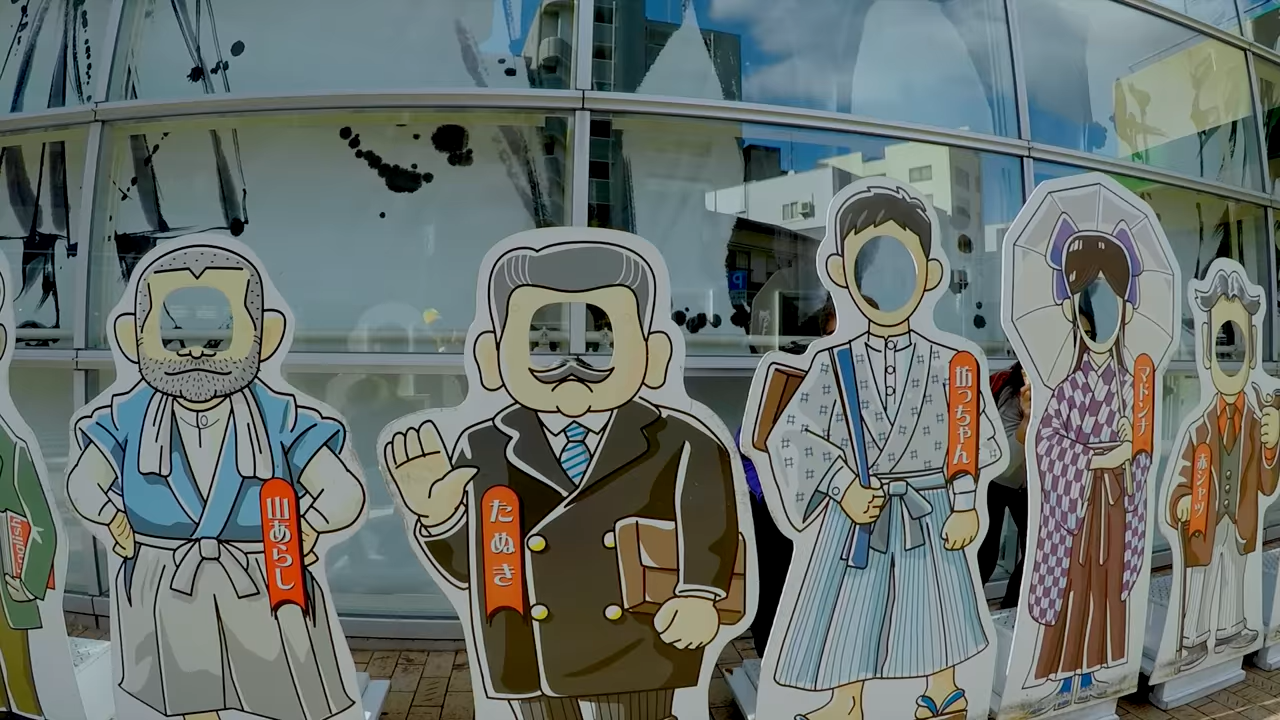 山あらし
たぬき
坊っちゃん
マドンナ
赤シャツ